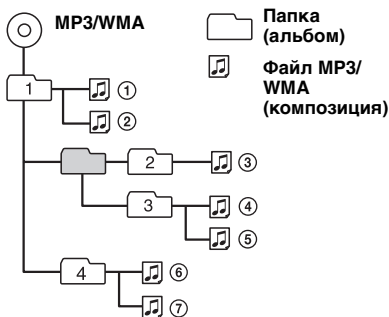 MP3/WMA
Папка
(альбом)
Файл MP3/
WMA
(композиция)
1
①
②
2
③
3
④
⑤
4
⑥
⑦